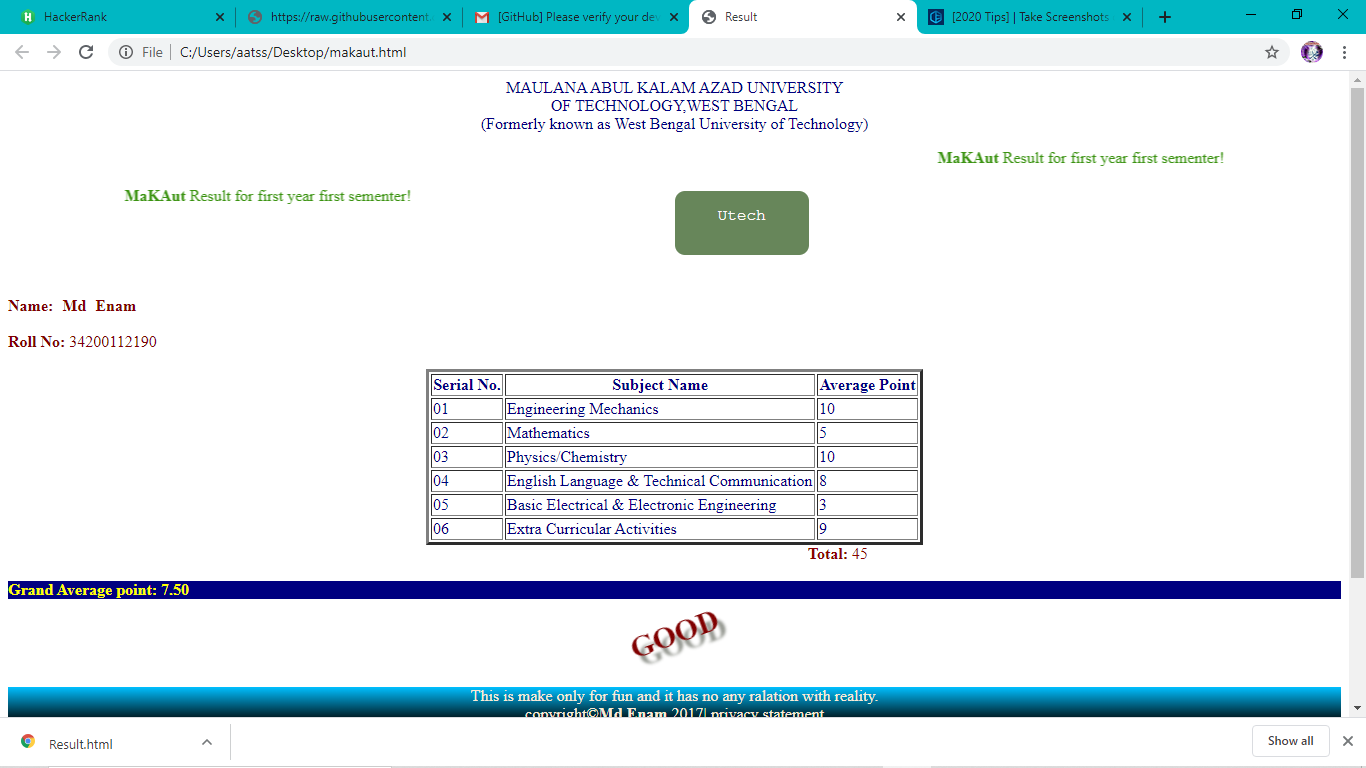 HackerRank
https://raw.githubusercontent.
[GitHub] Please verify your dev
Result
[2020 Tips] | Take Screenshots
File | C:/Users/aatss/Desktop/makaut.html
MAULANA ABUL KALAM AZAD UNIVERSITY
OF TECHNOLOGY,WEST BENGAL
(Formerly known as West Bengal University of Technology)
MaKAut Result for first year first sementer!
MaKAut Result for first year first sementer!
Utech
Name: Md Enam
Roll No: 34200112190
Serial No. Subject Name Average Point
01 Engineering Mechanics 10
02 Mathematics 5
03 Physics/Chemistry 10
04 English Language & Technical Communication 8
05 Basic Electrical & Electronic Engineering 3
06 Extra Curricular Activities 9
Total: 45
Grand Average point: 7.50
GOOD
This is make only for fun and it has no any ralation with reality.
copyright©Md Enam 2017| privacy statement
Result.html
Show all